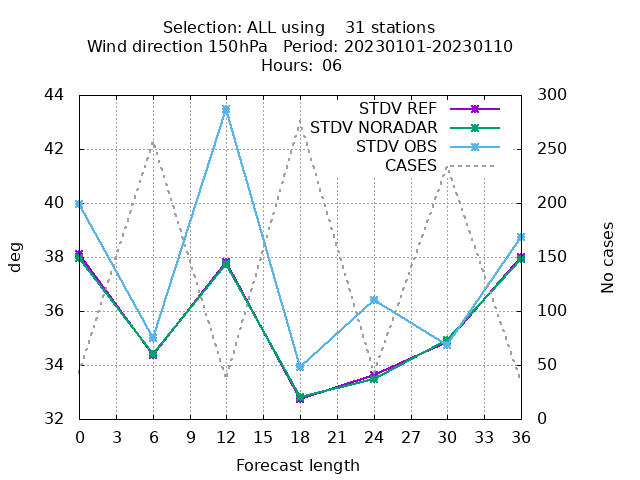 Selection: ALL using    31 stations
Wind direction 150hPa   Period: 20230101-20230110
Hours: 06
STDV REF
STDV NORADAR
STDV OBS
CASES
44
42
40
38
36
34
32
deg
300
250
200
150
100
50
0
No cases
0 3 6 9 12 15 18 21 24 27 30 33 36
Forecast length